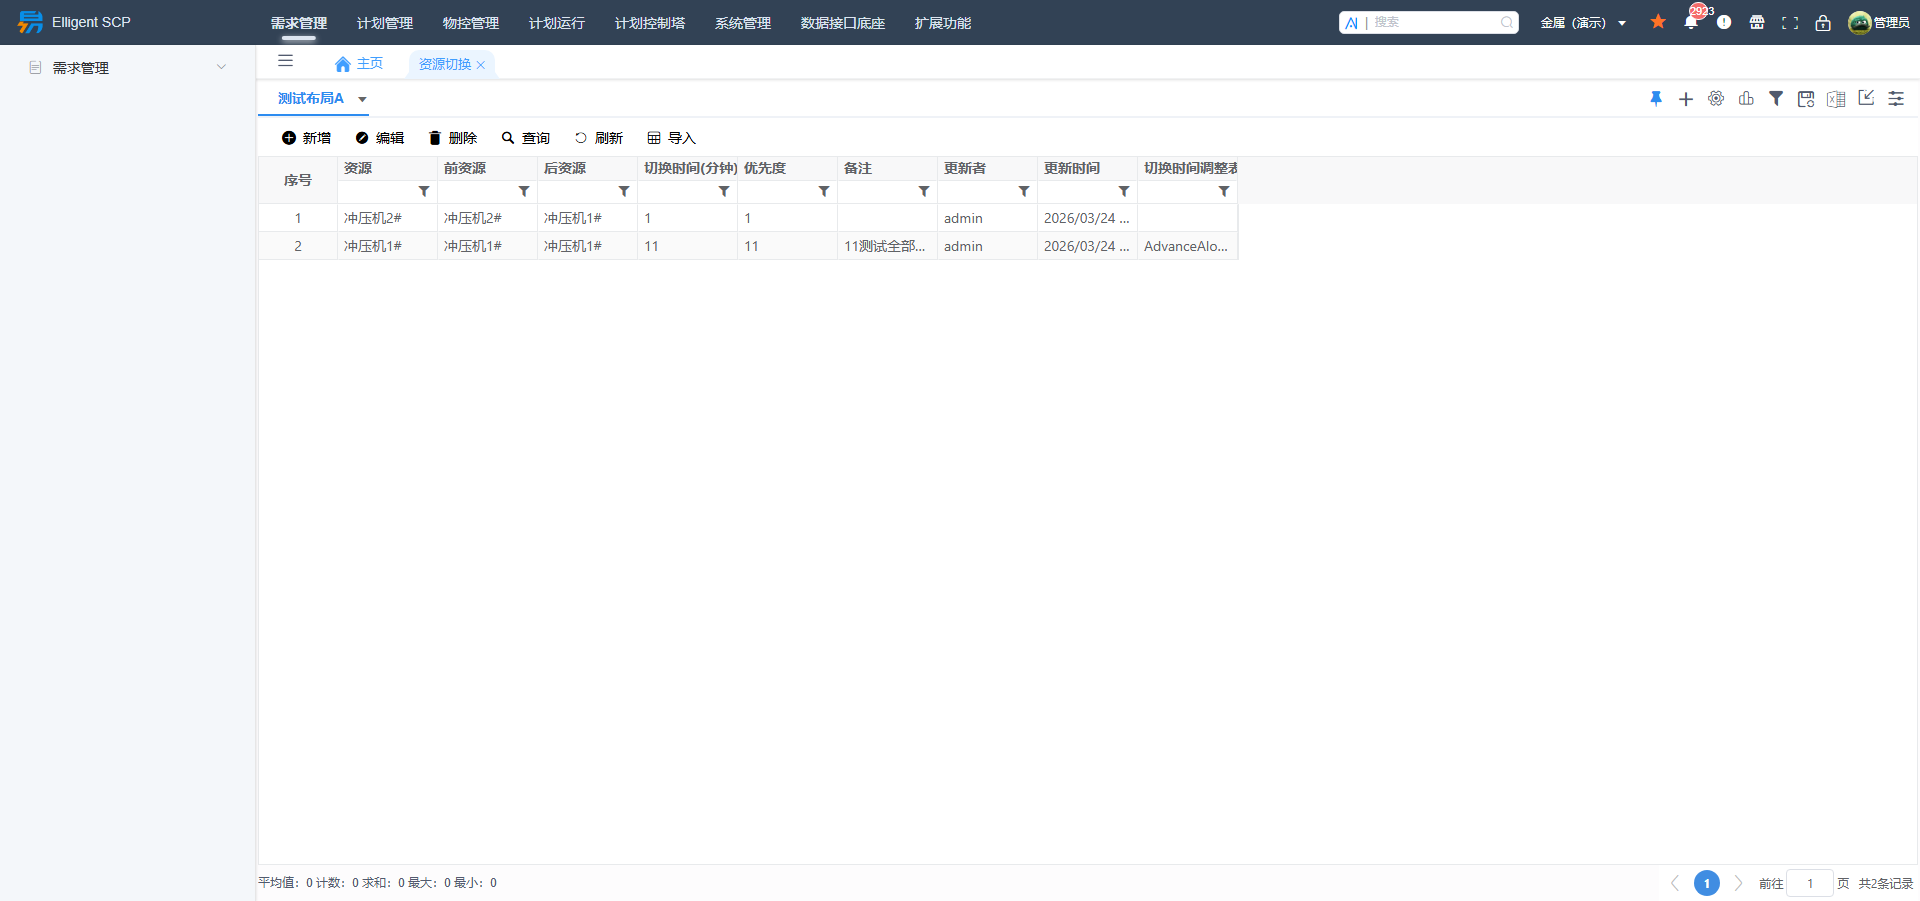 Elligent SCP
需求管理 计划管理 物控管理 计划运行 计划控制塔 系统管理 数据接口底座 扩展功能
AI | 搜索
金属（演示）
2923
管理员
需求管理
主页 资源切换
测试布局A
新增 编辑 删除 查询 刷新 导入
序号 资源 前资源 后资源 切换时间(分钟) 优先度 备注 更新者 更新时间 切换时间调整表
1 冲压机2# 冲压机2# 冲压机1# 1 1 admin 2026/03/24 ...
2 冲压机1# 冲压机1# 冲压机1# 11 11 11测试全部... admin 2026/03/24 ... AdvanceAlo...
平均值：0 计数：0 求和：0 最大：0 最小：0
1 前往 1 页 共2条记录